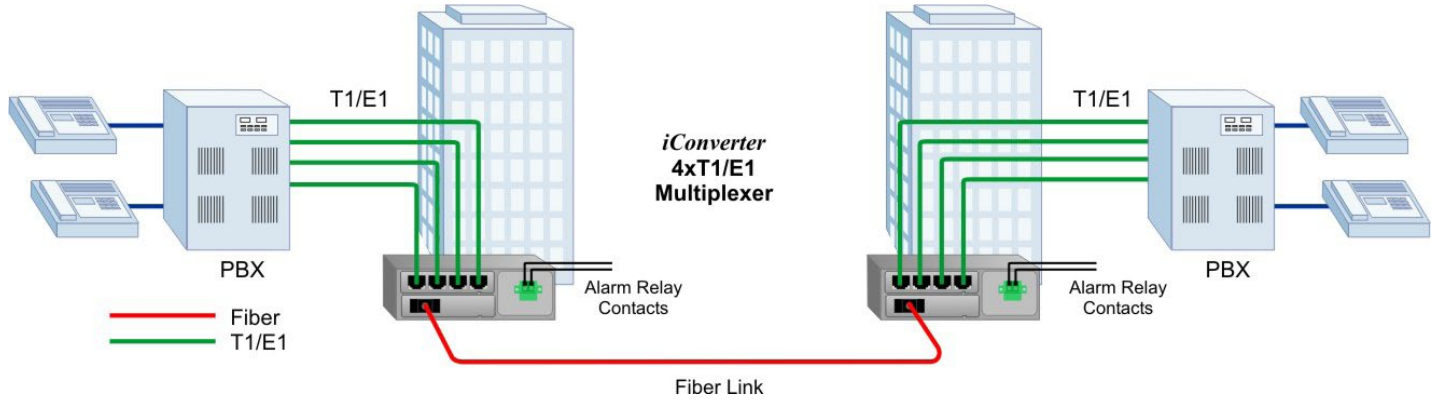 T1/E1
T1/E1
iConverter
4xT1/E1
Multiplexer
PBX
PBX
Alarm Relay
Contacts
Alarm Relay
Contacts
Fiber
T1/E1
Fiber Link